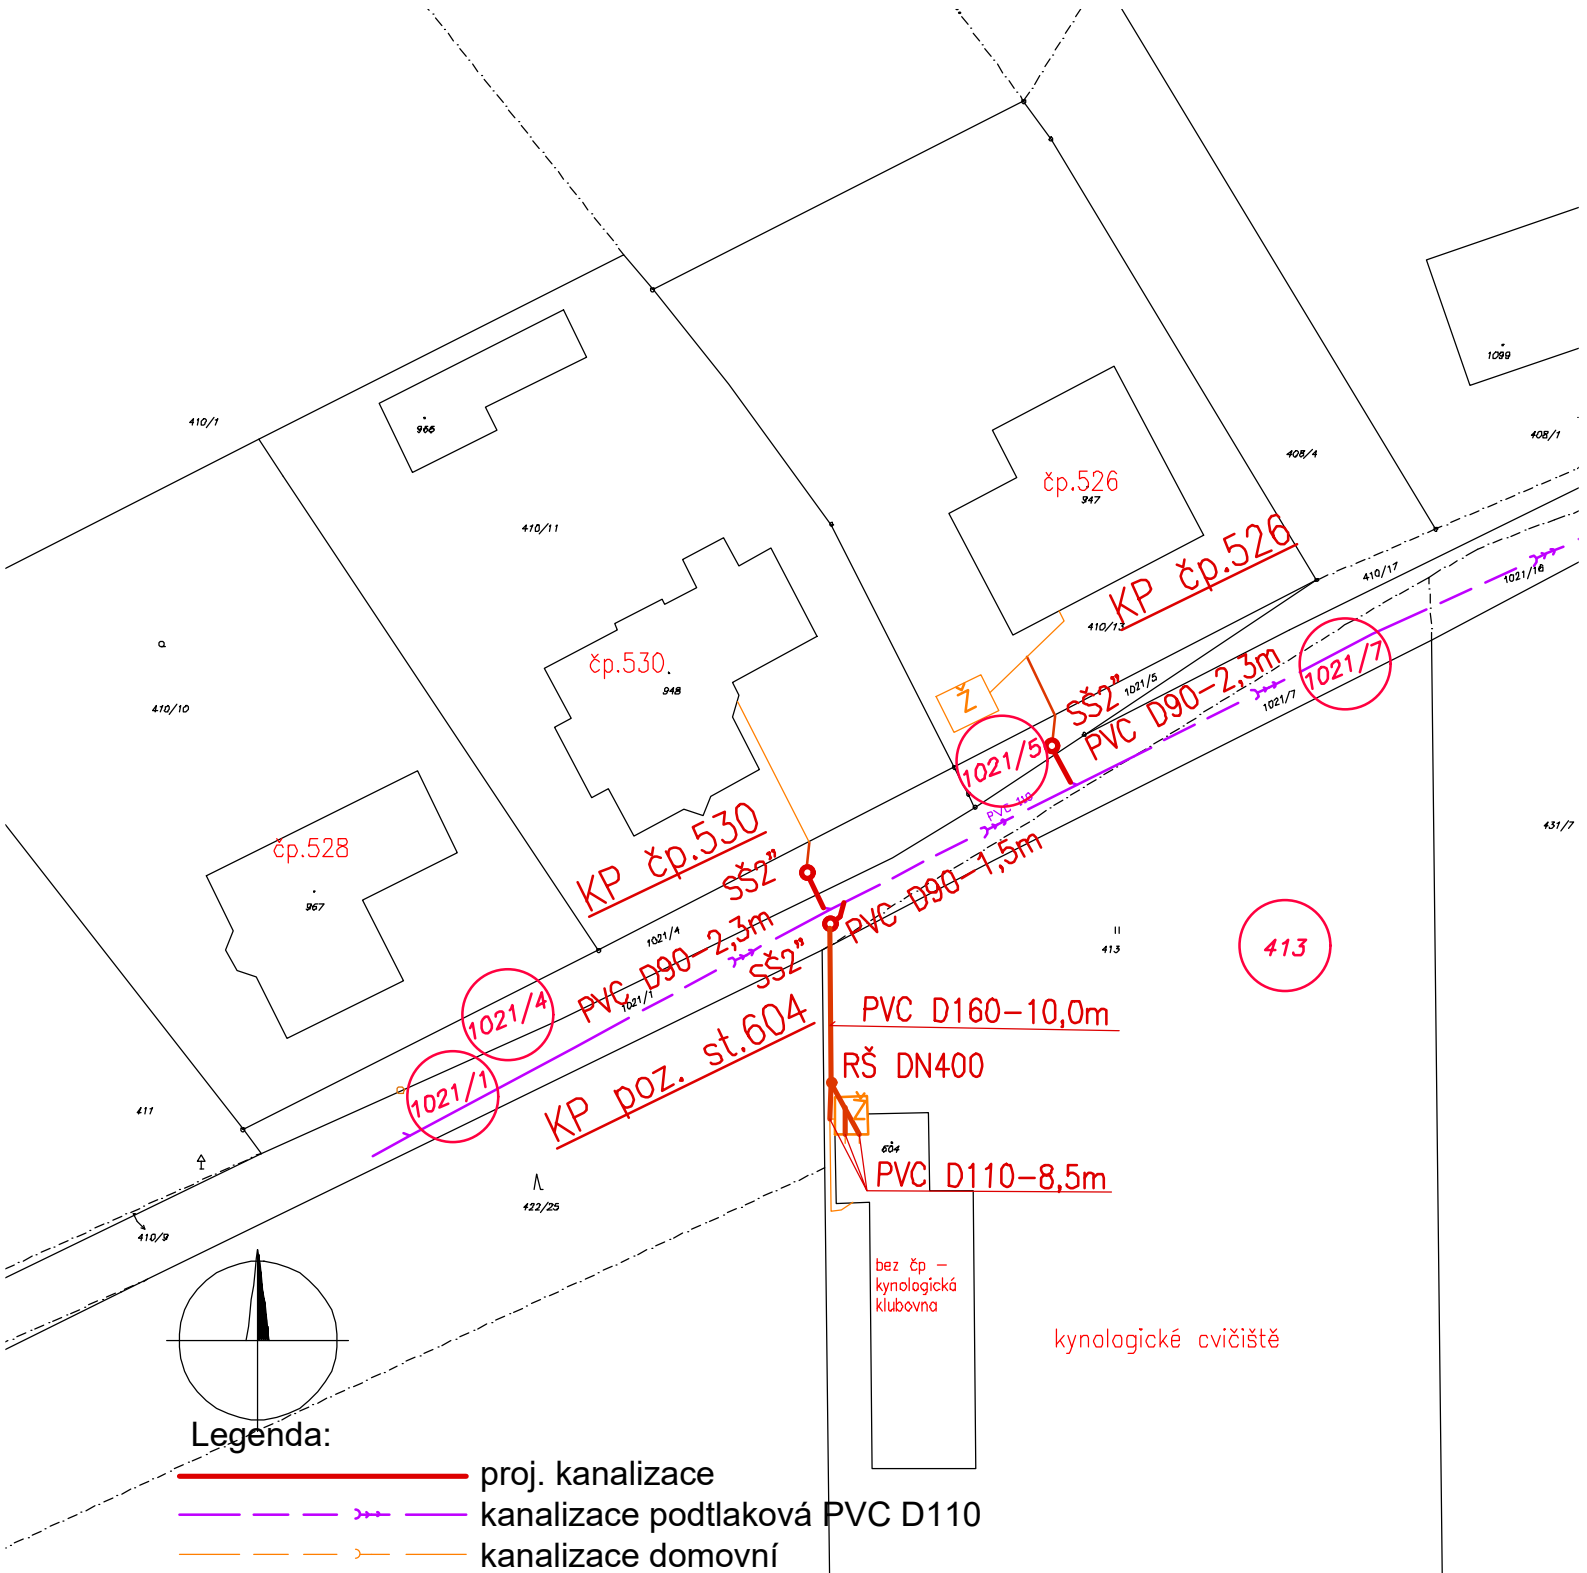 1099
410/1
966
408/1
408/4
čp.526
947
410/11
KP čp.526
410/17
1021/16
410/13
čp.530
948
1021/7
PVC D90-2,3m
SŠ2"
1021/5
1021/7
Ž
410/10
1021/5
PVC 110
KP čp.530
431/7
čp.528
SŠ2"
PVC D90-1,5m
967
1021/4
PVC D90-2,3m
SŠ2"
413
413
1021/1
1021/4
PVC D160-10,0m
KP poz. st.604
RŠ DN400
1021/1
Ž
411
604
PVC D110-8,5m
422/25
410/9
bez čp –
kynologická
klubovna
kynologické cvičiště
Legenda:
proj. kanalizace
kanalizace podtlaková PVC D110
kanalizace domovní